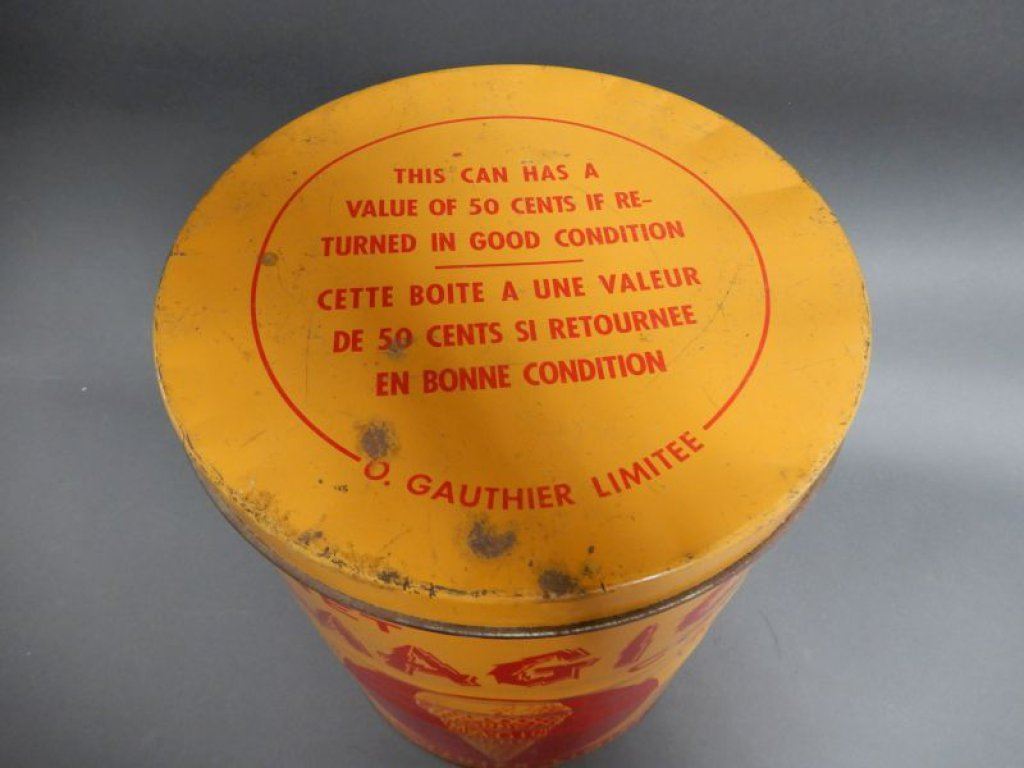 THIS CAN HAS A
VALUE OF 50 CENTS IF RE-
TURNED IN GOOD CONDITION
CETTE BOITE A UNE VALEUR
DE 50 CENTS SI RETOURNEE
EN BONNE CONDITION
O. GAUTHIER LIMITEE